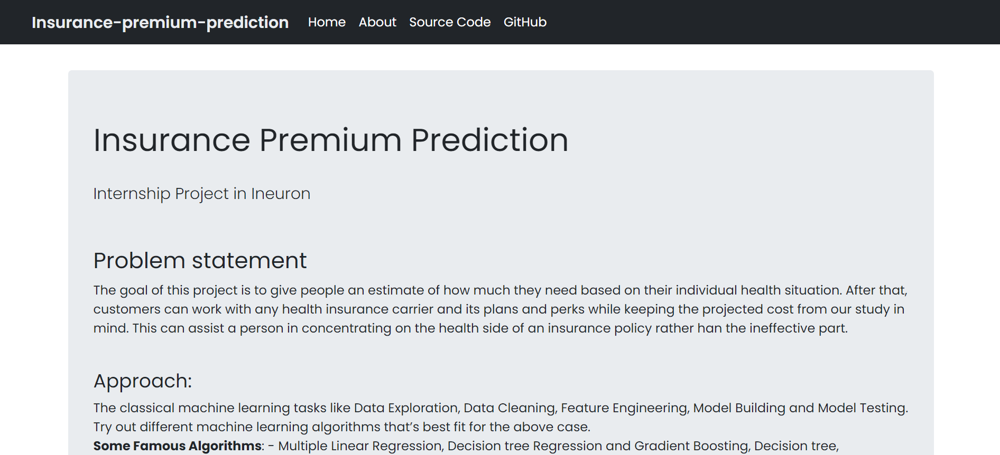 Insurance-premium-prediction Home About Source Code GitHub
Insurance Premium Prediction
Internship Project in Ineuron
Problem statement
The goal of this project is to give people an estimate of how much they need based on their individual health situation. After that,
customers can work with any health insurance carrier and its plans and perks while keeping the projected cost from our study in
mind. This can assist a person in concentrating on the health side of an insurance policy rather han the ineffective part.
Approach:
The classical machine learning tasks like Data Exploration, Data Cleaning, Feature Engineering, Model Building and Model Testing.
Try out different machine learning algorithms that’s best fit for the above case.
Some Famous Algorithms: - Multiple Linear Regression, Decision tree Regression and Gradient Boosting, Decision tree,